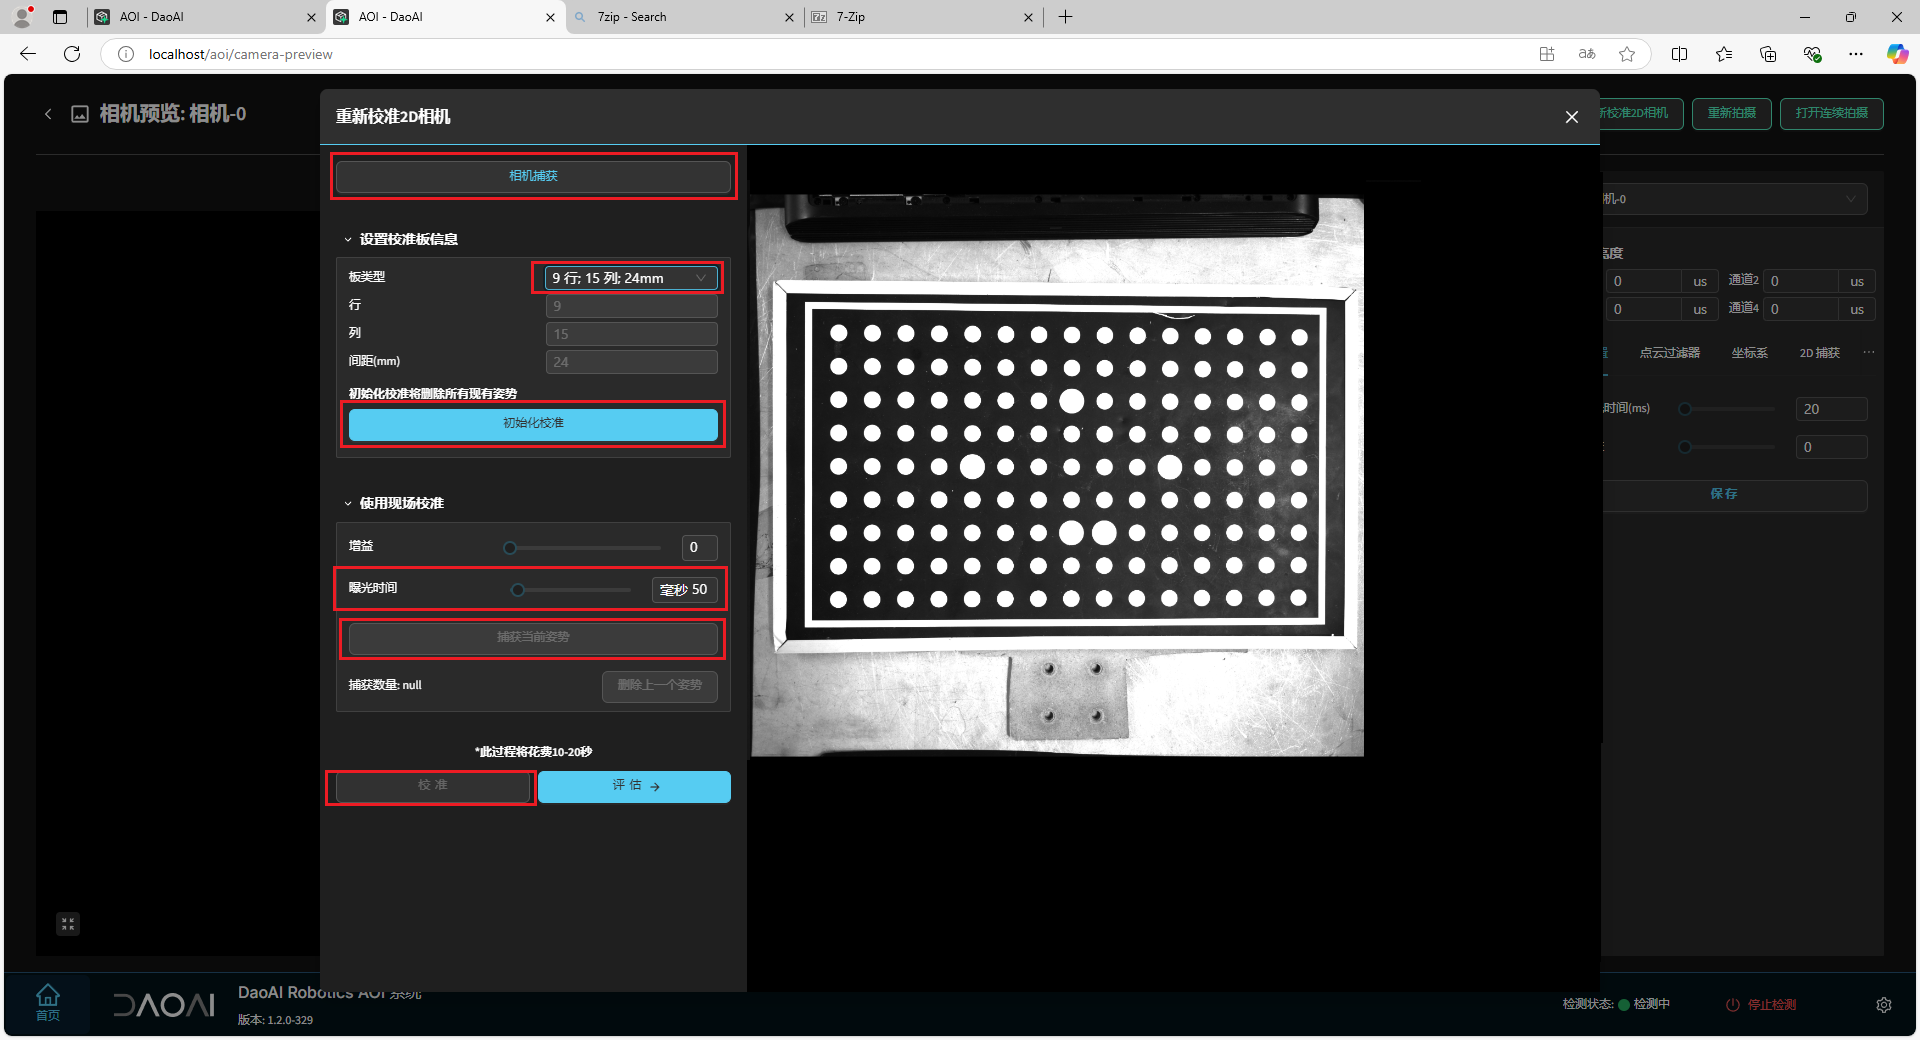 AOI - DaoAI
AOI - DaoAI
7zip - Search
7-Zip
localhost/aoi/camera-preview
相机预览: 相机-0
重新校准2D相机
新校准2D相机
重新拍摄
打开连续拍摄
相机捕获
设置校准板信息
板类型
9 行; 15 列; 24mm
行
9
列
15
间距(mm)
24
初始化校准将删除所有现有姿势
初始化校准
使用现场校准
增益
0
曝光时间
毫秒 50
捕获当前姿势
捕获数量: null
删除上一个姿势
*此过程将花费10-20秒
校 准
评 估
机-0
高度
0 us 通道2 0 us
0 us 通道4 0 us
点云过滤器
坐标系
2D 捕获
时间(ms)
20
0
保 存
首页
DAOAI
DaoAI Robotics AOI 系统
版本: 1.2.0-329
检测状态: 检测中
停止检测